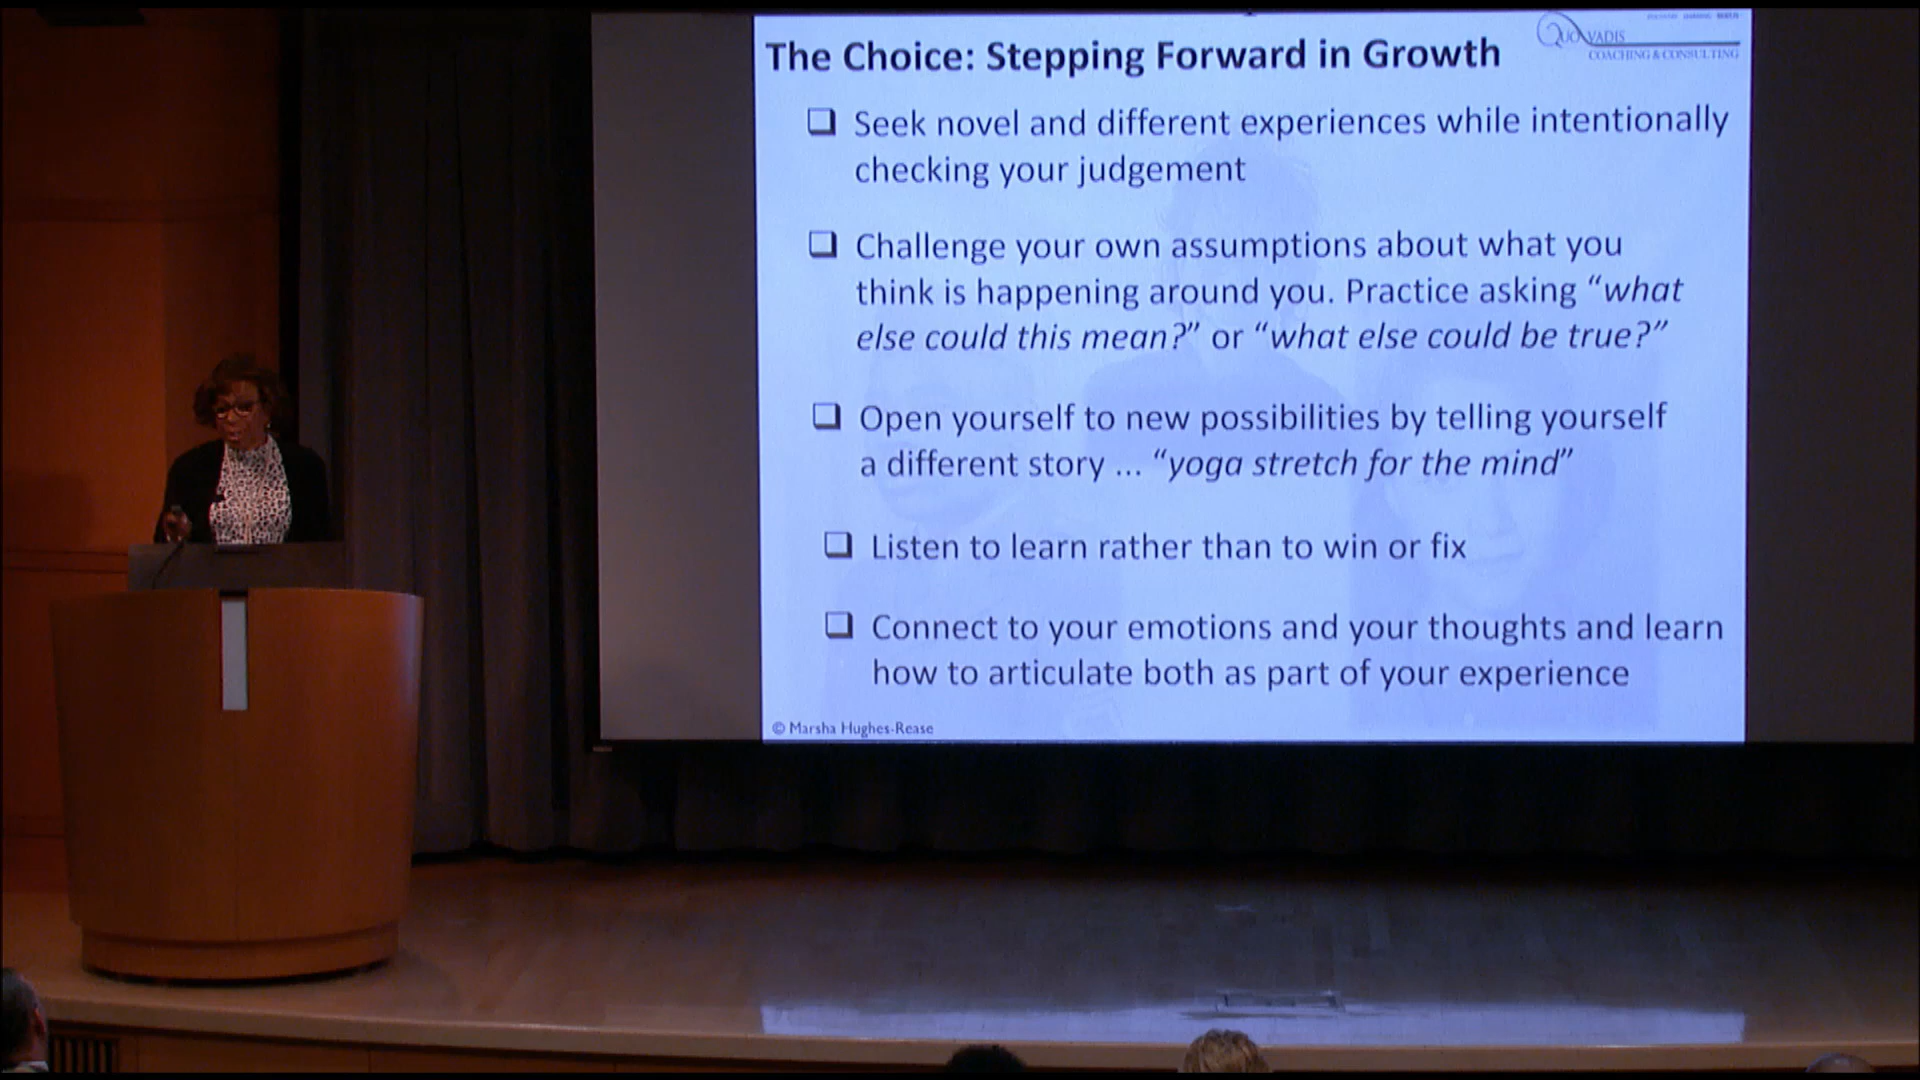 The Choice: Stepping Forward in Growth
QUO VADIS
COACHING & CONSULTING
❑ Seek novel and different experiences while intentionally
checking your judgement
❑ Challenge your own assumptions about what you
think is happening around you. Practice asking “what
else could this mean?” or “what else could be true?”
❑ Open yourself to new possibilities by telling yourself
a different story ... “yoga stretch for the mind”
❑ Listen to learn rather than to win or fix
❑ Connect to your emotions and your thoughts and learn
how to articulate both as part of your experience
© Marsha Hughes-Rease